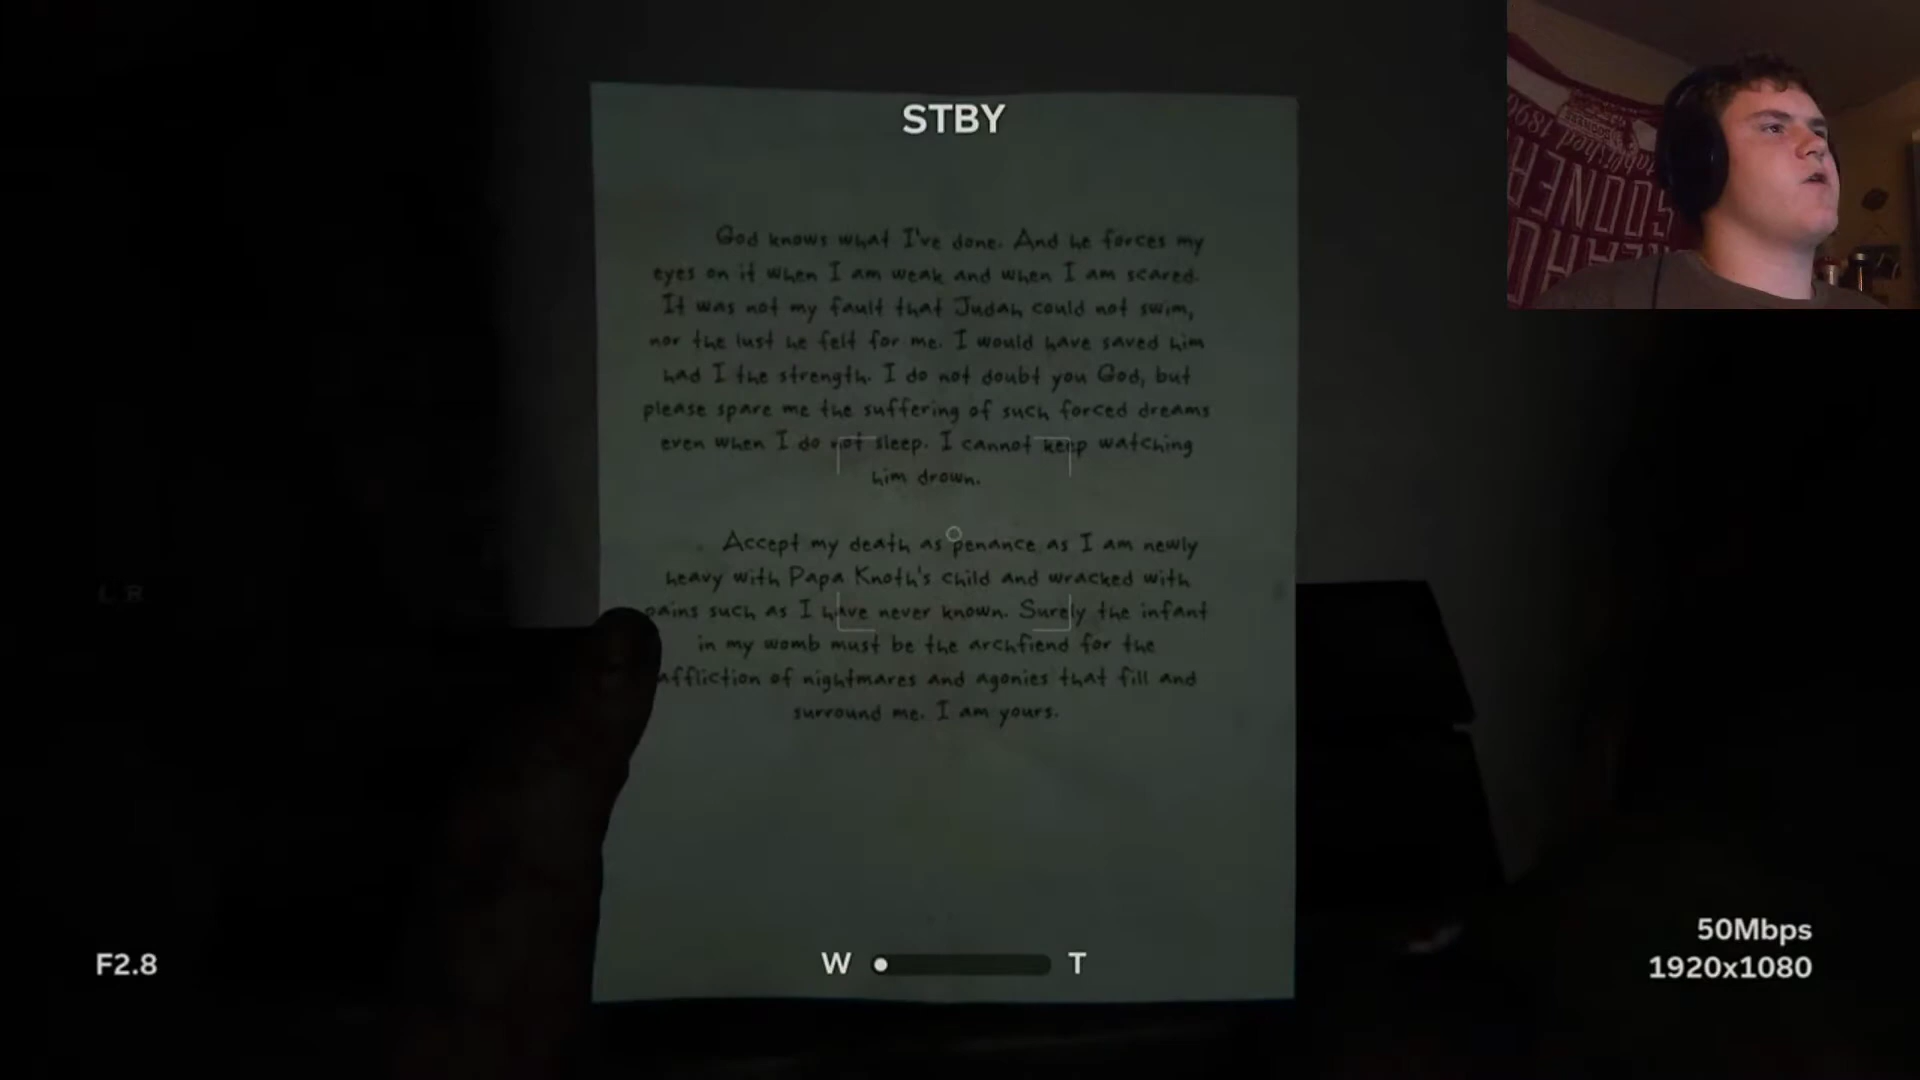 STBY
God knows what I've done. And he forces my
eyes on it when I am weak and when I am scared.
It was not my fault that Judah could not swim,
nor the lust he felt for me. I would have saved him
had I the strength. I do not doubt you God, but
please spare me the suffering of such forced dreams
even when I do not sleep. I cannot keep watching
him drown.
Accept my death as penance as I am newly
heavy with Papa Knoth's child and wracked with
pains such as I have never known. Surely the infant
in my womb must be the archfiend for the
affliction of nightmares and agonies that fill and
surround me. I am yours.
L R
F2.8
W T
50Mbps
1920x1080
Established 1890
SOONER